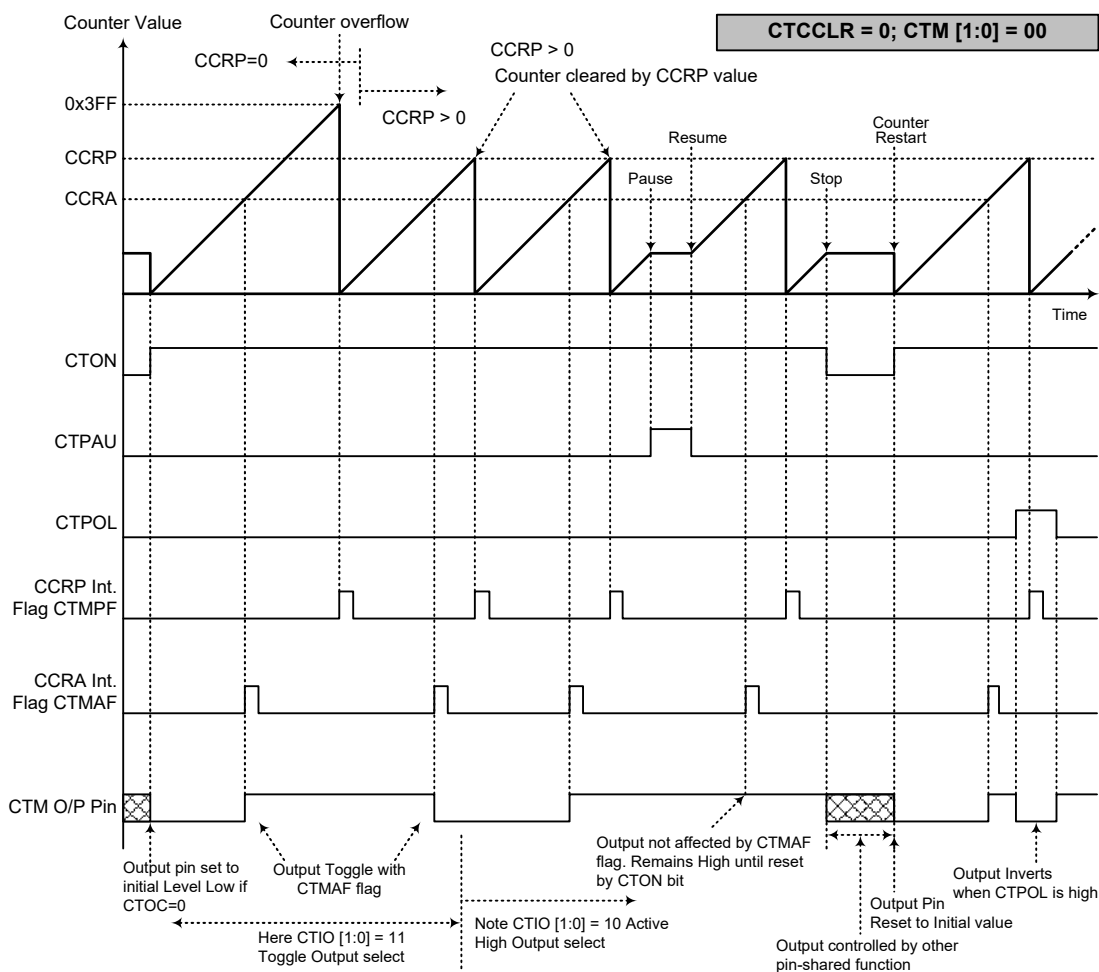 Counter Value
Counter overflow
CTCCLR = 0; CTM [1:0] = 00
CCRP=0
CCRP > 0
CCRP > 0
Counter cleared by CCRP value
0x3FF
CCRP
CCRA
Pause
Resume
Stop
Counter
Restart
Time
CTON
CTPAU
CTPOL
CCRP Int.
Flag CTMPF
CCRA Int.
Flag CTMAF
CTM O/P Pin
Output pin set to
initial Level Low if
CTOC=0
Output Toggle with
CTMAF flag
Here CTIO [1:0] = 11
Toggle Output select
Output not affected by CTMAF
flag. Remains High until reset
by CTON bit
Note CTIO [1:0] = 10 Active
High Output select
Output Inverts
when CTPOL is high
Output Pin
Reset to Initial value
Output controlled by other
pin-shared function